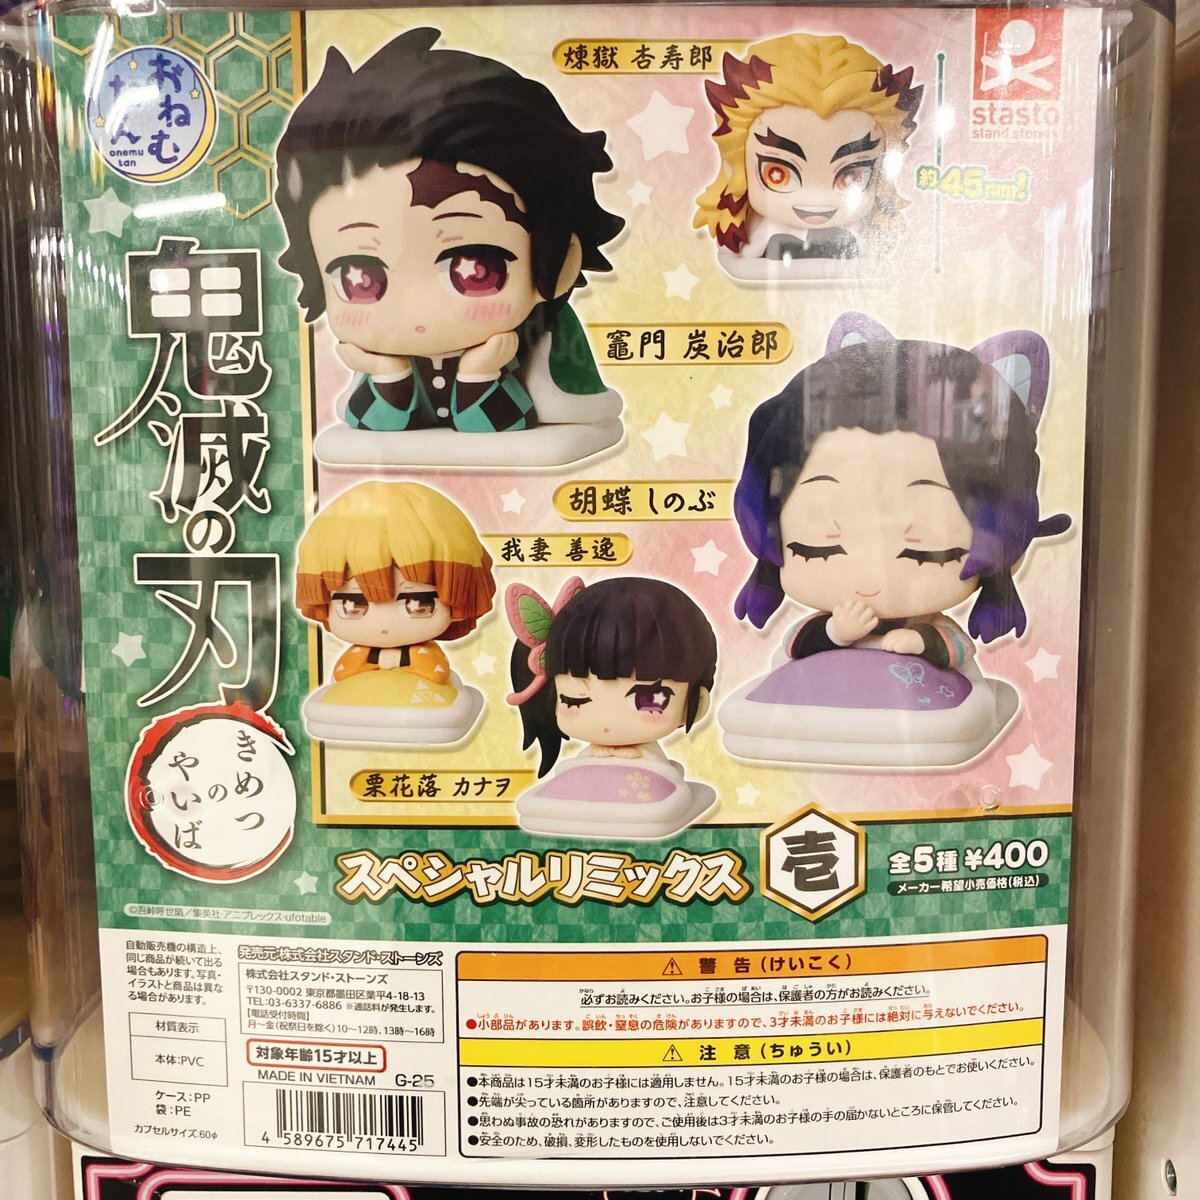 おねむたん
onemu tan
鬼滅の刃
きめつのやいば
煉獄 杏寿郎
stasto
stand stones
約45mm!
竈門 炭治郎
胡蝶 しのぶ
我妻 善逸
栗花落 カナヲ
スペシャルリミックス
壱
全5種 ¥400
メーカー希望小売価格(税込)
©吾峠呼世晴/集英社・アニプレックス・ufotable
自動販売機の構造上、
同じ商品が続いて出る
場合もあります。写真・
イラストと商品は異な
る場合があります。
材質表示
本体:PVC
ケース:PP
袋:PE
カプセルサイズ:60φ
発売元:株式会社スタンド・ストーンズ
株式会社スタンド・ストーンズ
〒130-0002 東京都墨田区業平4-18-13
TEL:03-6337-6886 ※通話料が発生します。
【電話受付時間】
月~金(祝祭日を除く)10~12時、13時~16時
対象年齢15才以上
MADE IN VIETNAM G-25
4 589675 717445
⚠ 警告(けいこく)
必ずお読みください。お子様の場合は、保護者の方がお読みください。
●小部品があります。誤飲・窒息の危険がありますので、3才未満のお子様には絶対に与えないでください。
⚠ 注意(ちゅうい)
●本商品は15才未満のお子様には適用しません。15才未満のお子様の場合は、保護者のもとでお使いください。
●先端が尖っている箇所がありますので、注意してください。
●思わぬ事故の恐れがありますので、ご使用後は3才未満のお子様の手の届かないところに保管してください。
●安全のため、破損、変形したものを使用しないでください。